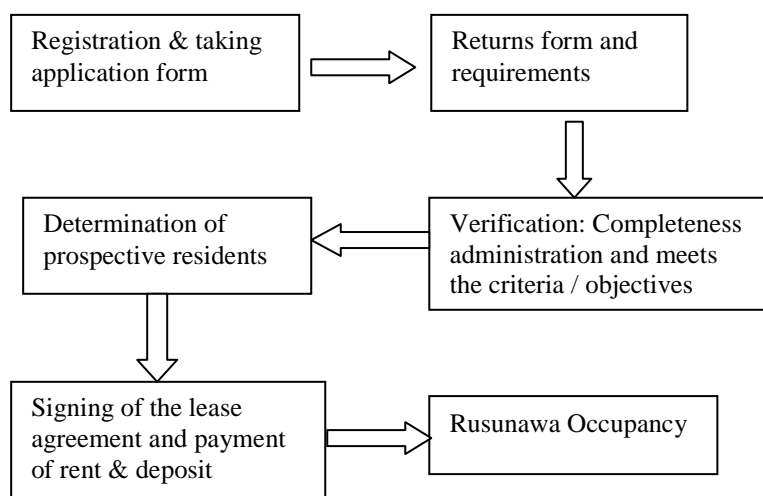 Registration & taking
application form
Returns form and
requirements
Verification: Completeness
administration and meets
the criteria / objectives
Determination of
prospective residents
Signing of the lease
agreement and payment
of rent & deposit
Rusunawa Occupancy